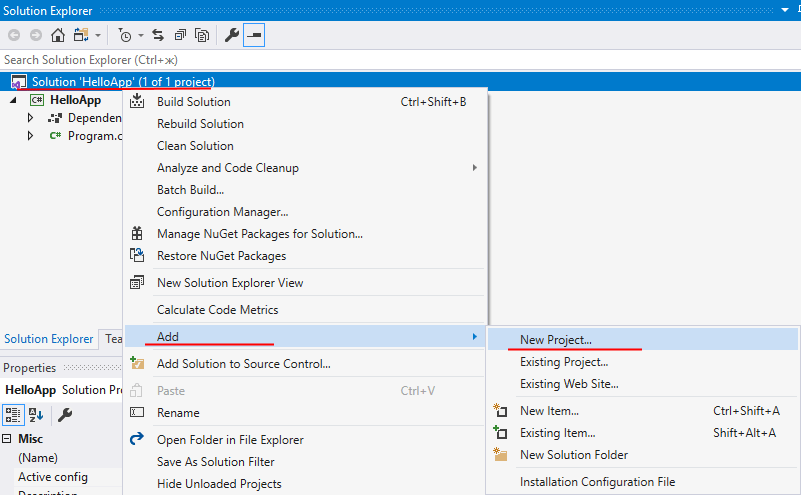 Solution Explorer
Search Solution Explorer (Ctrl+ж)
Solution 'HelloApp' (1 of 1 project)
HelloApp
Dependen
Program.c
Build Solution Ctrl+Shift+B
Rebuild Solution
Clean Solution
Analyze and Code Cleanup
Batch Build...
Configuration Manager...
Manage NuGet Packages for Solution...
Restore NuGet Packages
New Solution Explorer View
Calculate Code Metrics
Add
Add Solution to Source Control...
Paste Ctrl+V
Rename
Open Folder in File Explorer
Save As Solution Filter
Hide Unloaded Projects
New Project...
Existing Project...
Existing Web Site...
New Item... Ctrl+Shift+A
Existing Item... Shift+Alt+A
New Solution Folder
Installation Configuration File
Solution Explorer Tea
Properties
HelloApp Solution Pr
Misc
(Name)
Active config
Description